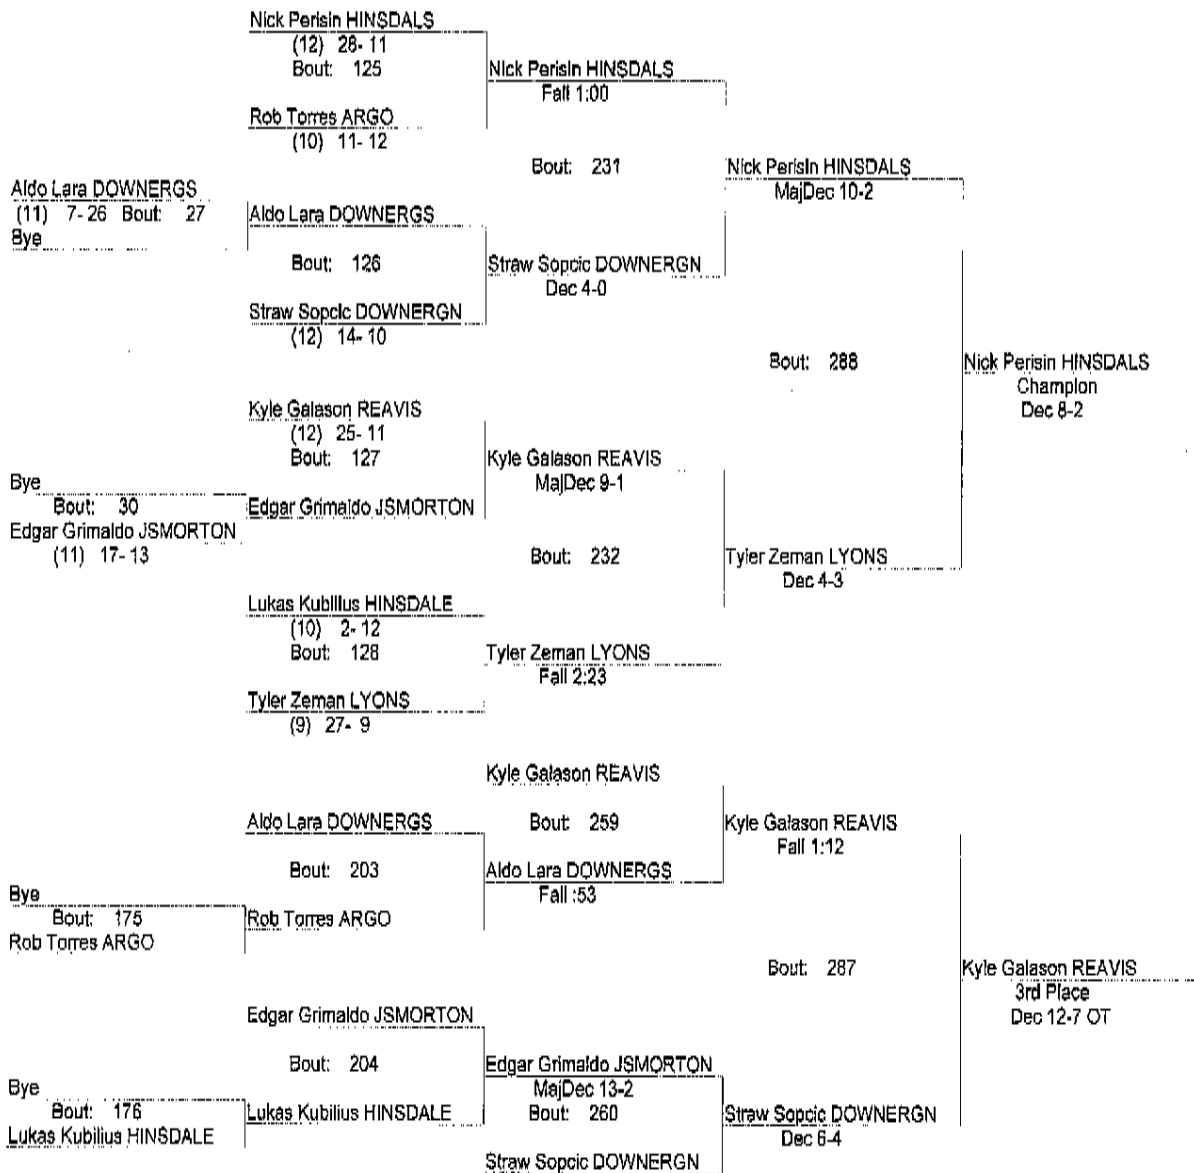 Nick Perisin HINSDALS
(12) 28- 11
Bout: 125
Nick Perisin HINSDALS
Fall 1:00
Rob Torres ARGO
(10) 11- 12
Bout: 231
Nick Perisin HINSDALS
MajDec 10-2
Aldo Lara DOWNERGS
(11) 7- 26 Bout: 27
Bye
Aldo Lara DOWNERGS
Bout: 126
Straw Sopcic DOWNERGN
Dec 4-0
Straw Sopcic DOWNERGN
(12) 14- 10
Bout: 288
Nick Perisin HINSDALS
Champion
Dec 8-2
Kyle Galason REAVIS
(12) 25- 11
Bout: 127
Kyle Galason REAVIS
MajDec 9-1
Bye
Bout: 30
Edgar Grimaldo JSMORTON
(11) 17- 13
Edgar Grimaldo JSMORTON
Bout: 232
Tyler Zeman LYONS
Dec 4-3
Lukas Kubilius HINSDALE
(10) 2- 12
Bout: 128
Tyler Zeman LYONS
Fall 2:23
Tyler Zeman LYONS
(9) 27- 9
Kyle Galason REAVIS
Aldo Lara DOWNERGS
Bout: 259
Kyle Galason REAVIS
Fall 1:12
Bout: 203
Aldo Lara DOWNERGS
Fall :53
Bye
Bout: 175
Rob Torres ARGO
Rob Torres ARGO
Bout: 287
Kyle Galason REAVIS
3rd Place
Dec 12-7 OT
Edgar Grimaldo JSMORTON
Bout: 204
Edgar Grimaldo JSMORTON
MajDec 13-2
Bye
Bout: 176
Lukas Kubilius HINSDALE
Lukas Kubilius HINSDALE
Bout: 260
Straw Sopcic DOWNERGN
Dec 6-4
Straw Sopcic DOWNERGN